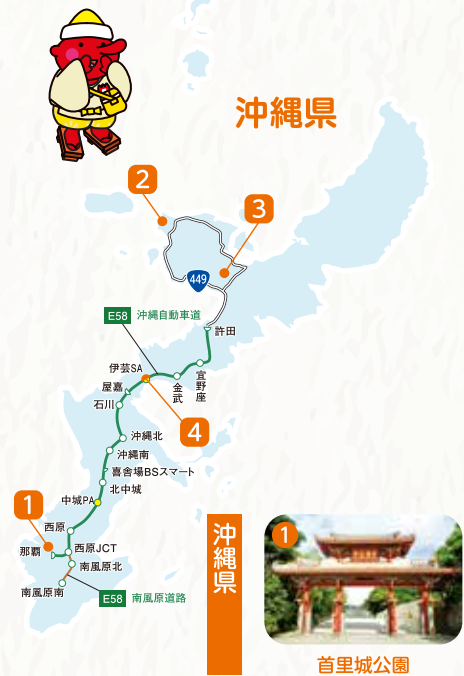 沖縄県
2
3
449
E58 沖縄自動車道
許田
伊芸SA
宜野座
金武
屋嘉
石川
4
沖縄北
沖縄南
喜舎場BSスマート
北中城
中城PA
1
西原
那覇
西原JCT
南風原北
南風原南
E58 南風原道路
沖縄県
1
首里城公園